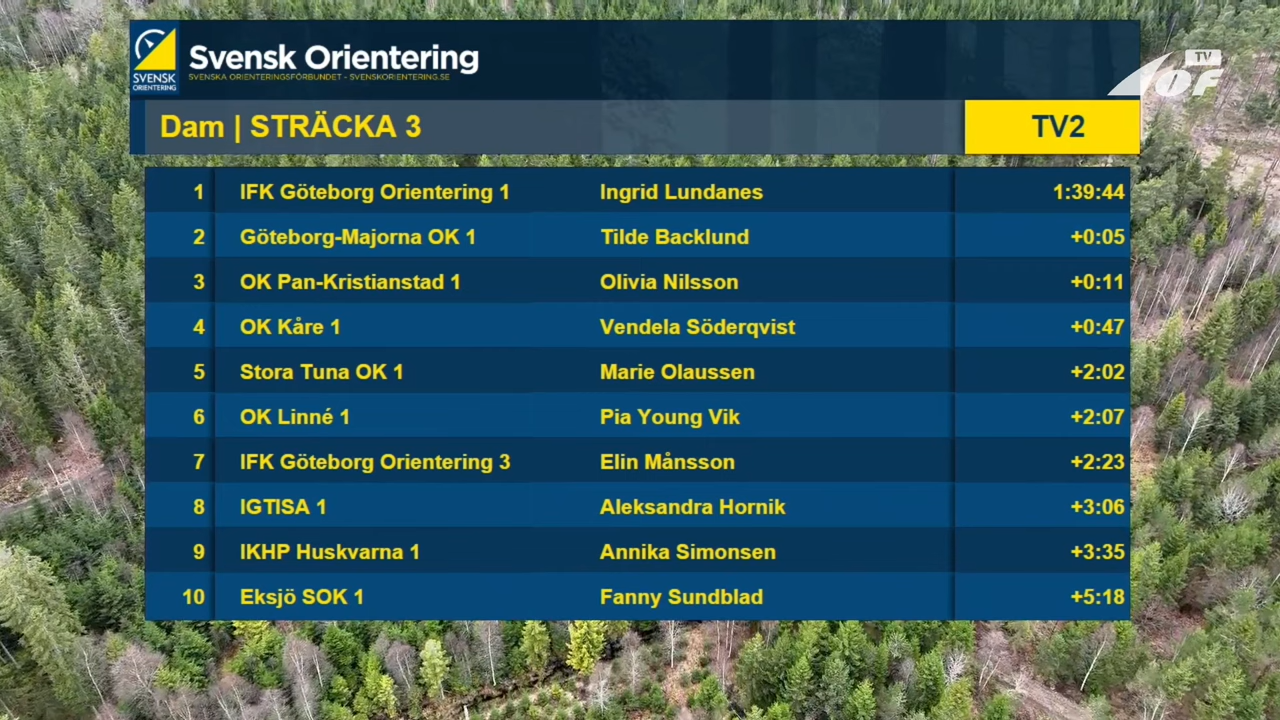 Svensk Orientering
SVENSKA ORIENTERINGSFÖRBUNDET - SVENSKORIENTERING.SE
SVENSK
ORIENTERING
TV
OF
Dam | STRÄCKA 3 TV2
1 IFK Göteborg Orientering 1 Ingrid Lundanes 1:39:44
2 Göteborg-Majorna OK 1 Tilde Backlund +0:05
3 OK Pan-Kristianstad 1 Olivia Nilsson +0:11
4 OK Kåre 1 Vendela Söderqvist +0:47
5 Stora Tuna OK 1 Marie Olaussen +2:02
6 OK Linné 1 Pia Young Vik +2:07
7 IFK Göteborg Orientering 3 Elin Månsson +2:23
8 IGTISA 1 Aleksandra Hornik +3:06
9 IKHP Huskvarna 1 Annika Simonsen +3:35
10 Eksjö SOK 1 Fanny Sundblad +5:18